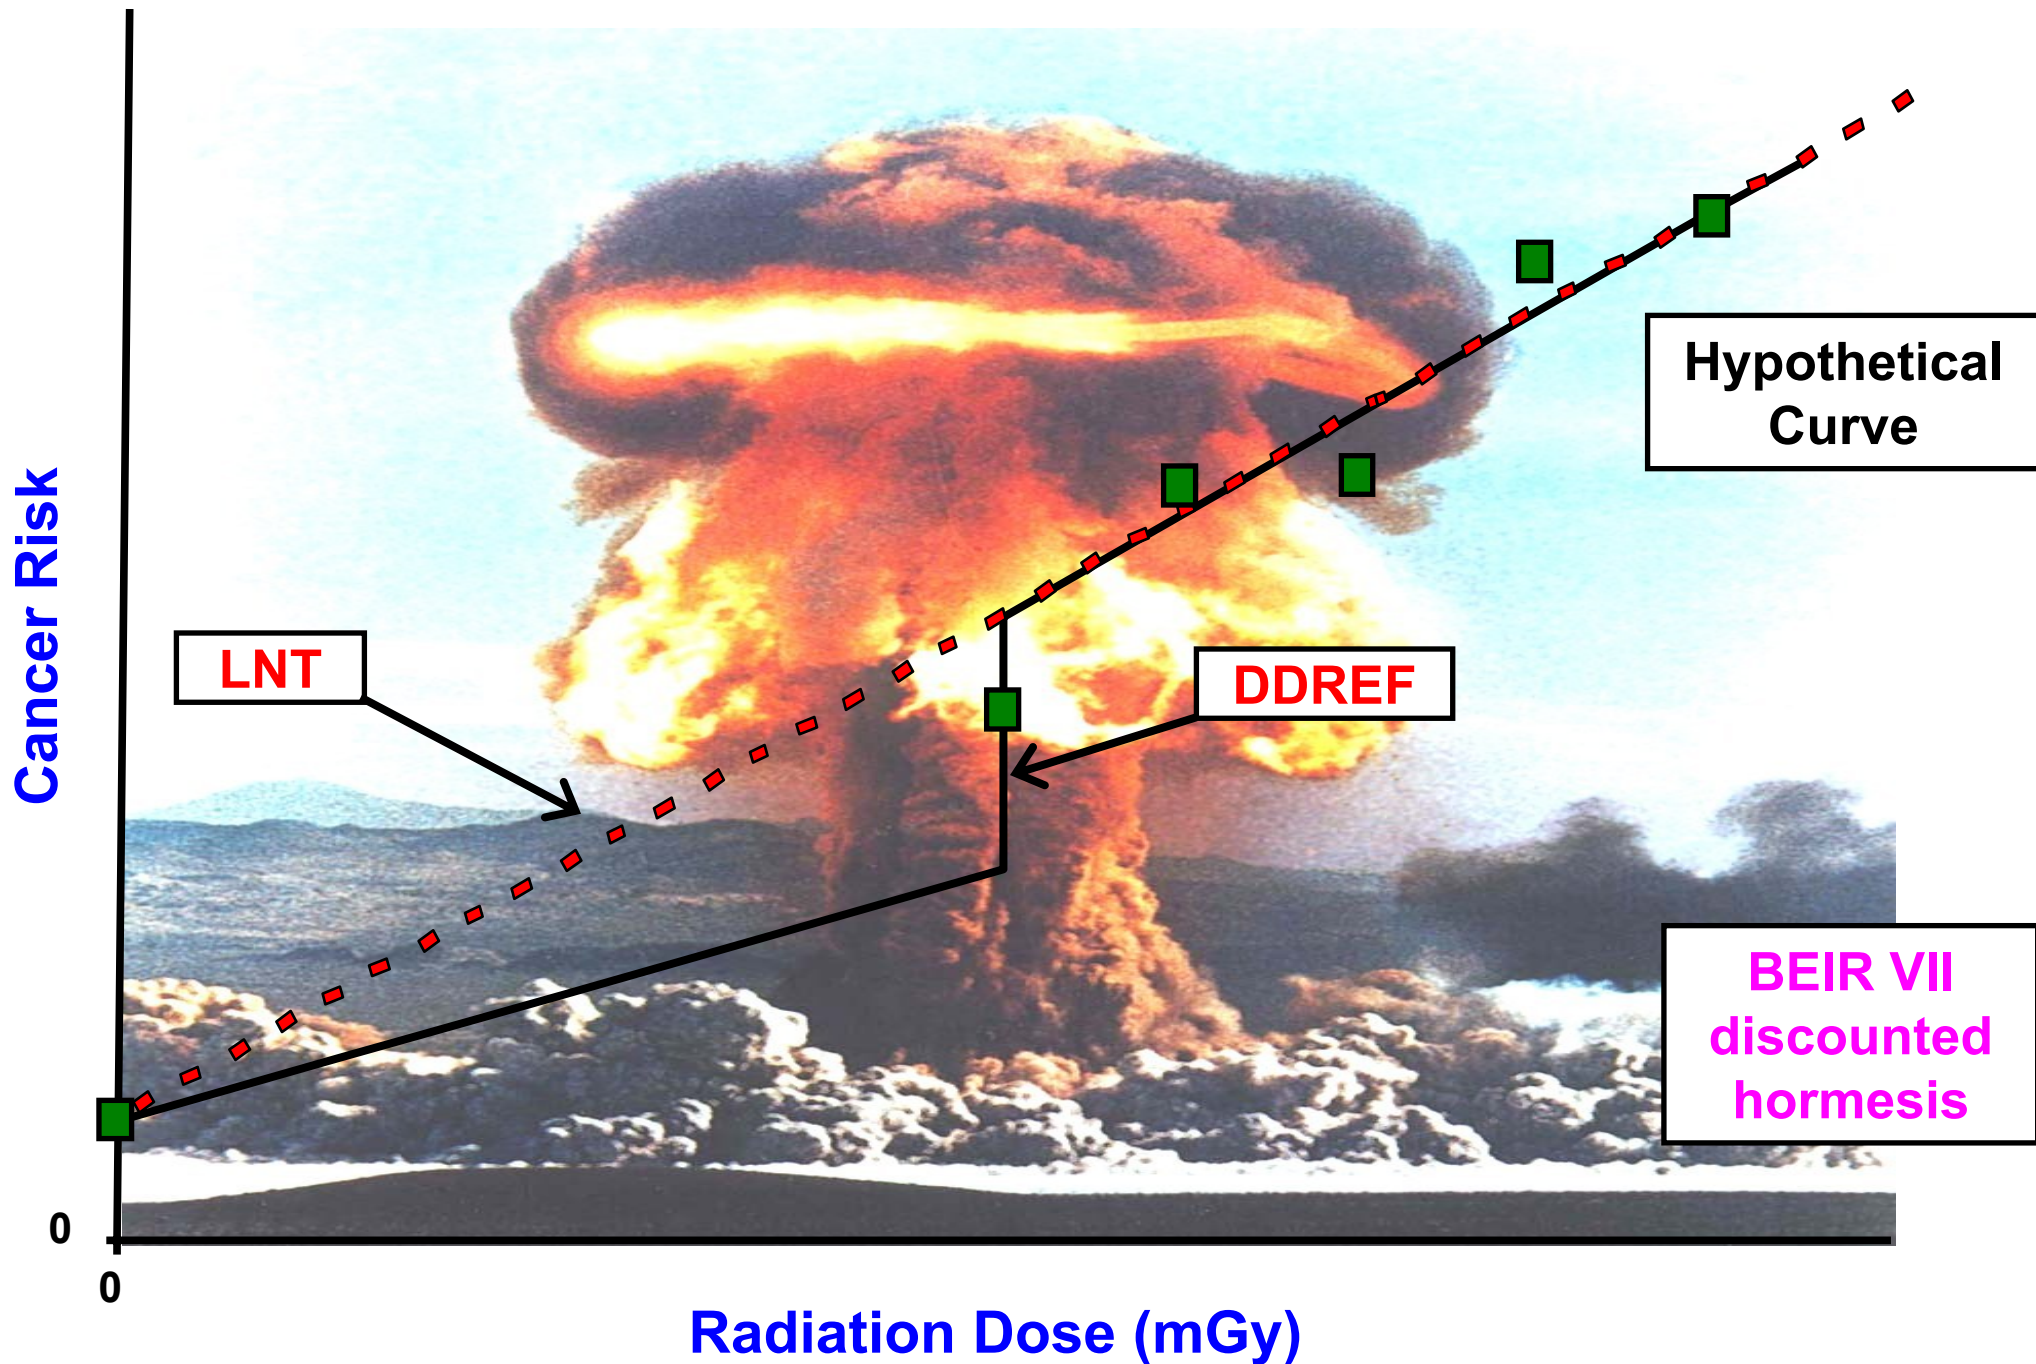 Cancer Risk
LNT
DDREF
Hypothetical
Curve
BEIR VII
discounted
hormesis
0
0
Radiation Dose (mGy)